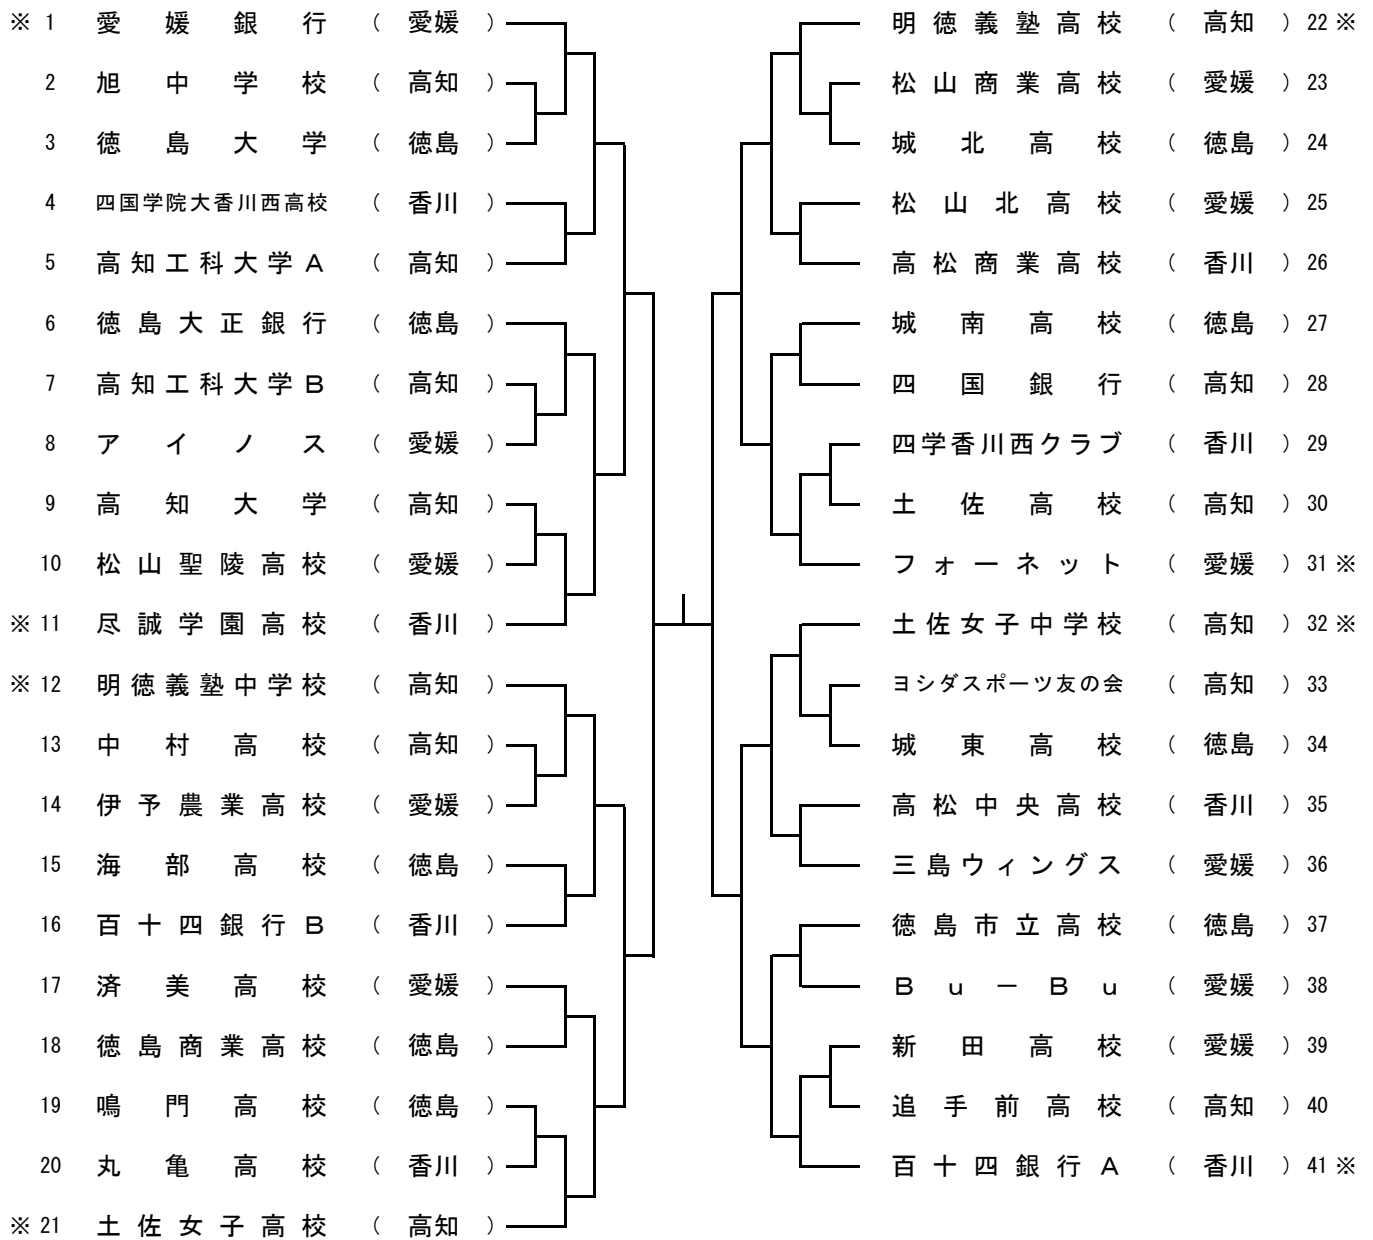 ※ 1 愛媛銀行 （ 愛媛 ）
2 旭中学校 （ 高知 ）
3 徳島大学 （ 徳島 ）
4 四国学院大香川西高校 （ 香川 ）
5 高知工科大学Ａ （ 高知 ）
6 徳島大正銀行 （ 徳島 ）
7 高知工科大学Ｂ （ 高知 ）
8 アイノス （ 愛媛 ）
9 高知大学 （ 高知 ）
10 松山聖陵高校 （ 愛媛 ）
※ 11 尽誠学園高校 （ 香川 ）
※ 12 明徳義塾中学校 （ 高知 ）
13 中村高校 （ 高知 ）
14 伊予農業高校 （ 愛媛 ）
15 海部高校 （ 徳島 ）
16 百十四銀行Ｂ （ 香川 ）
17 済美高校 （ 愛媛 ）
18 徳島商業高校 （ 徳島 ）
19 鳴門高校 （ 徳島 ）
20 丸亀高校 （ 香川 ）
※ 21 土佐女子高校 （ 高知 ）
明徳義塾高校 （ 高知 ） 22 ※
松山商業高校 （ 愛媛 ） 23
城北高校 （ 徳島 ） 24
松山北高校 （ 愛媛 ） 25
高松商業高校 （ 香川 ） 26
城南高校 （ 徳島 ） 27
四国銀行 （ 高知 ） 28
四学香川西クラブ （ 香川 ） 29
土佐高校 （ 高知 ） 30
フォーネット （ 愛媛 ） 31 ※
土佐女子中学校 （ 高知 ） 32 ※
ヨシダスポーツ友の会 （ 高知 ） 33
城東高校 （ 徳島 ） 34
高松中央高校 （ 香川 ） 35
三島ウィングス （ 愛媛 ） 36
徳島市立高校 （ 徳島 ） 37
Ｂｕ－Ｂｕ （ 愛媛 ） 38
新田高校 （ 愛媛 ） 39
追手前高校 （ 高知 ） 40
百十四銀行Ａ （ 香川 ） 41 ※